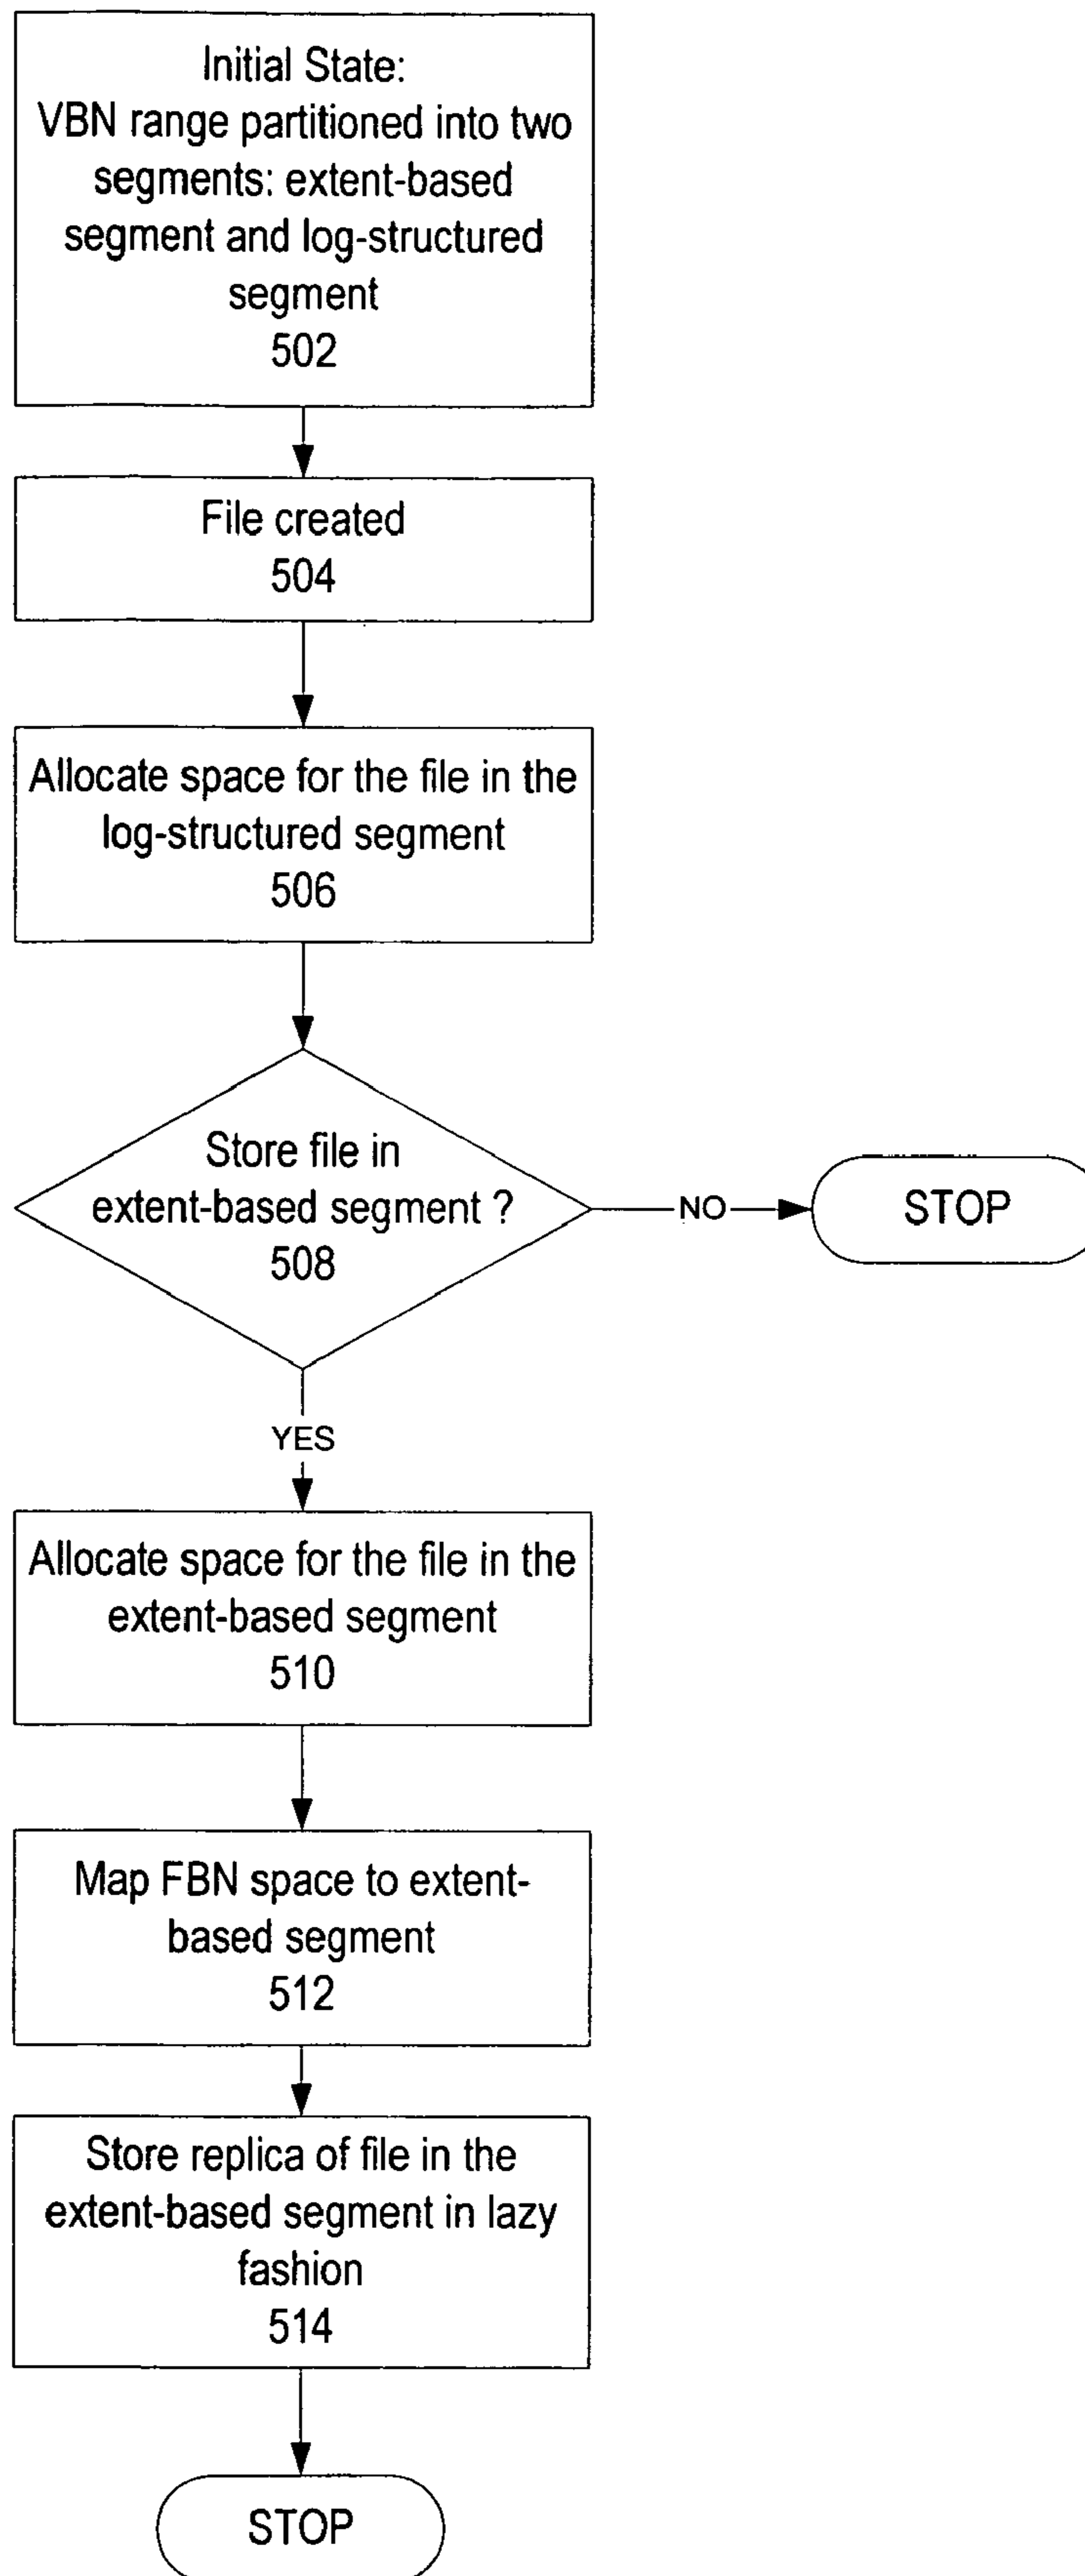 Initial State:
VBN range partitioned into two
segments: extent-based
segment and log-structured
segment
502
File created
504
Allocate space for the file in the
log-structured segment
506
Store file in
extent-based segment ?
508
NO
STOP
YES
Allocate space for the file in the
extent-based segment
510
Map FBN space to extent-
based segment
512
Store replica of file in the
extent-based segment in lazy
fashion
514
STOP